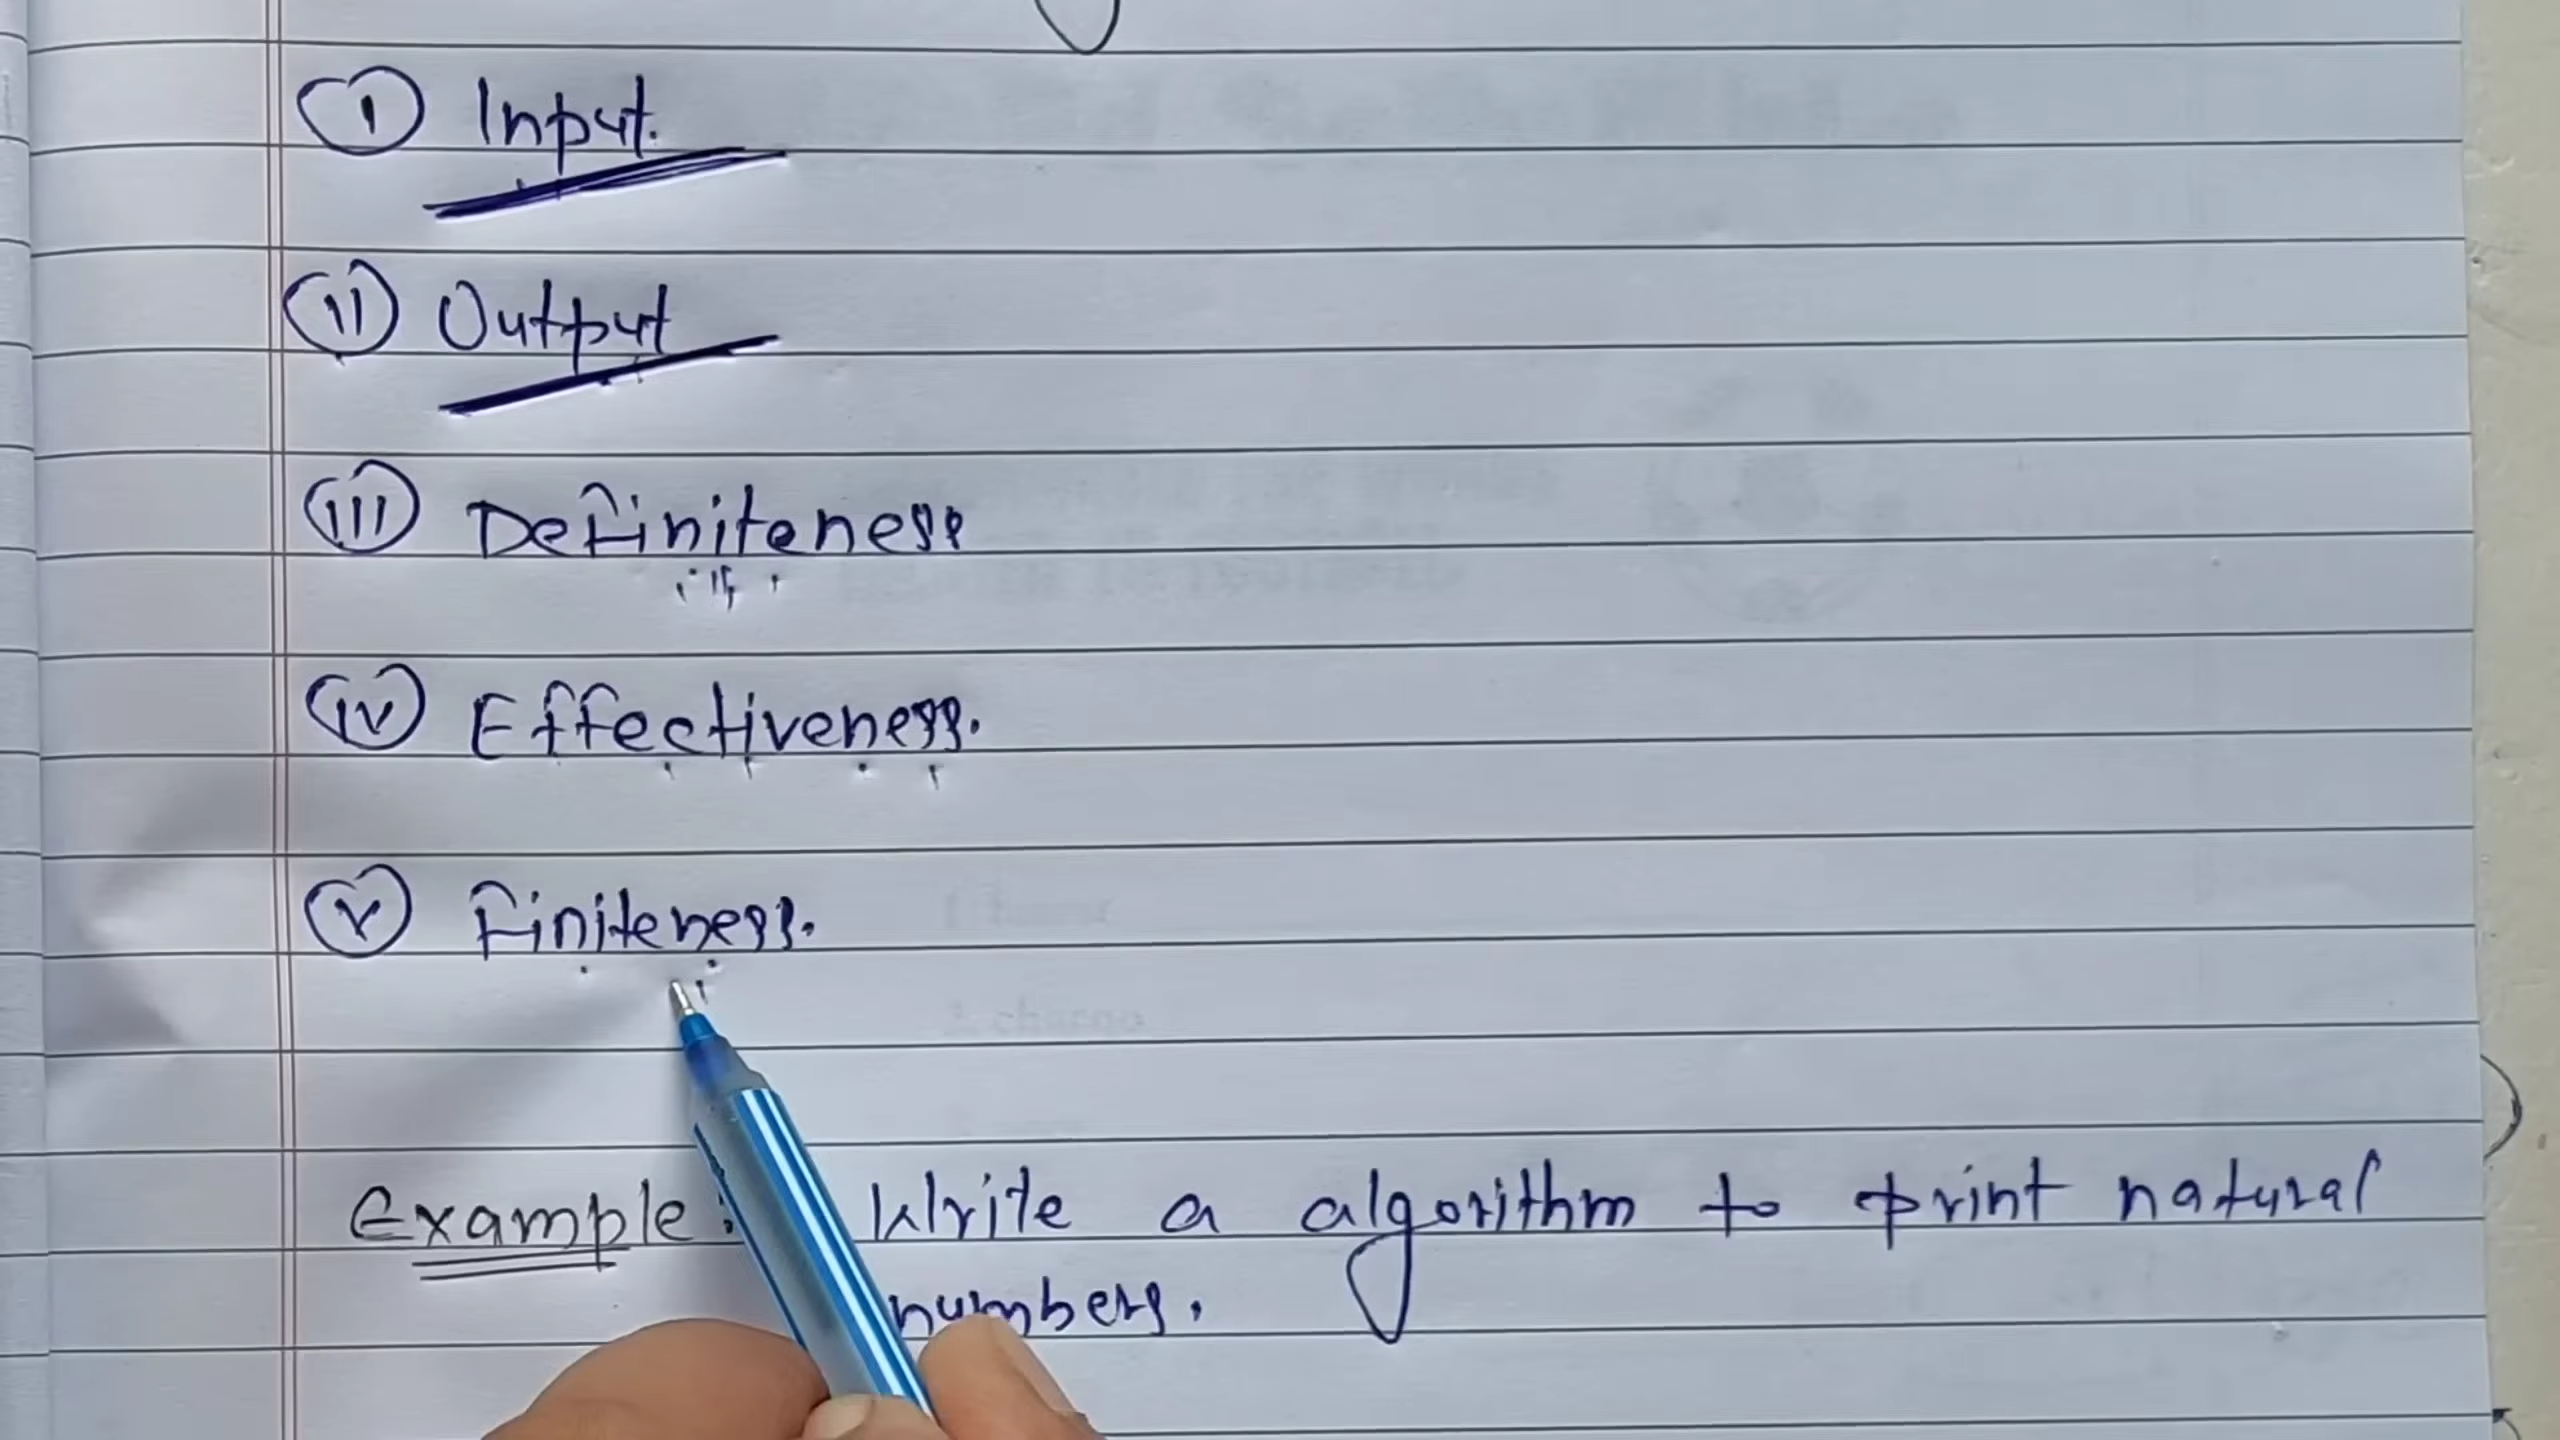 (I) Input.
(II) Output
(III) Definiteness
(IV) Effectiveness.
(V) Finiteness.
Example: Write a algorithm to print natural
numbers.